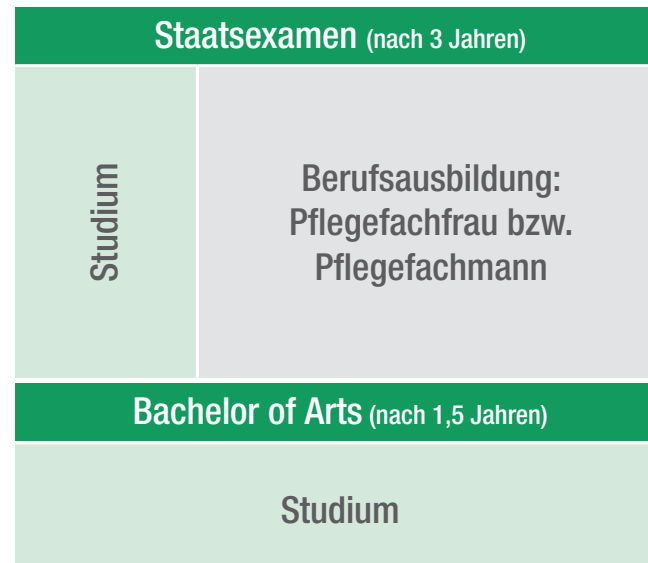 Staatsexamen (nach 3 Jahren)
Studium
Berufsausbildung:
Pflegefachfrau bzw.
Pflegefachmann
Bachelor of Arts (nach 1,5 Jahren)
Studium